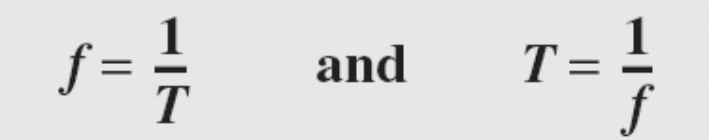 f = 1/T and T = 1/f